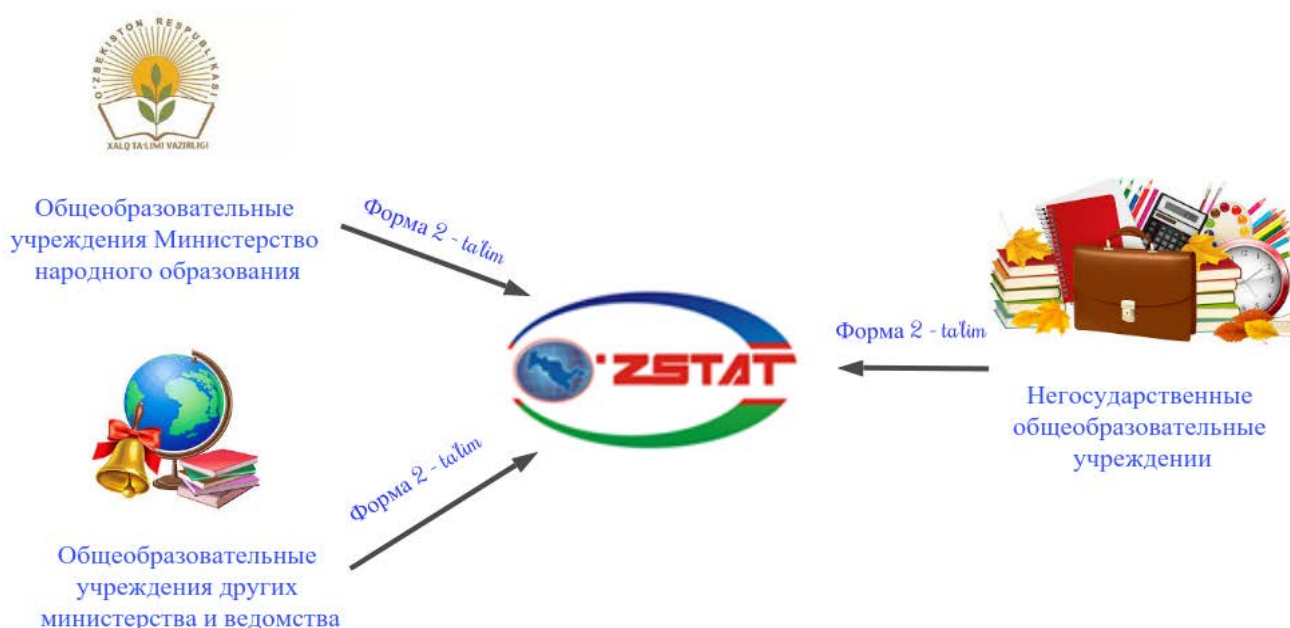 O'ZBEKISTON RESPUBLIKASI
XALQ TA'LIMI VAZIRLIGI
Общеобразовательные
учреждения Министерство
народного образования
Форма 2 - ta'lim
O'ZSTAT
Форма 2 - ta'lim
Негосударственные
общеобразовательные
учреждении
Форма 2 - ta'lim
Общеобразовательные
учреждения других
министерства и ведомства